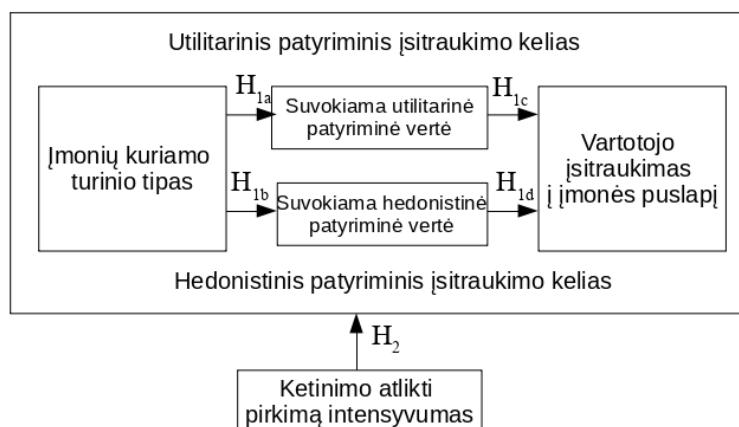 Utilitarinis patyriminis įsitraukimo kelias
Įmonių kuriamo
turinio tipas
H1a
Suvokiama utilitarinė
patyriminė vertė
H1c
H1b
Suvokiama hedonistinė
patyriminė vertė
H1d
Vartotojo
įsitraukimas
į įmonės puslapį
Hedonistinis patyriminis įsitraukimo kelias
H2
Ketinimo atlikti
pirkimą intensyvumas